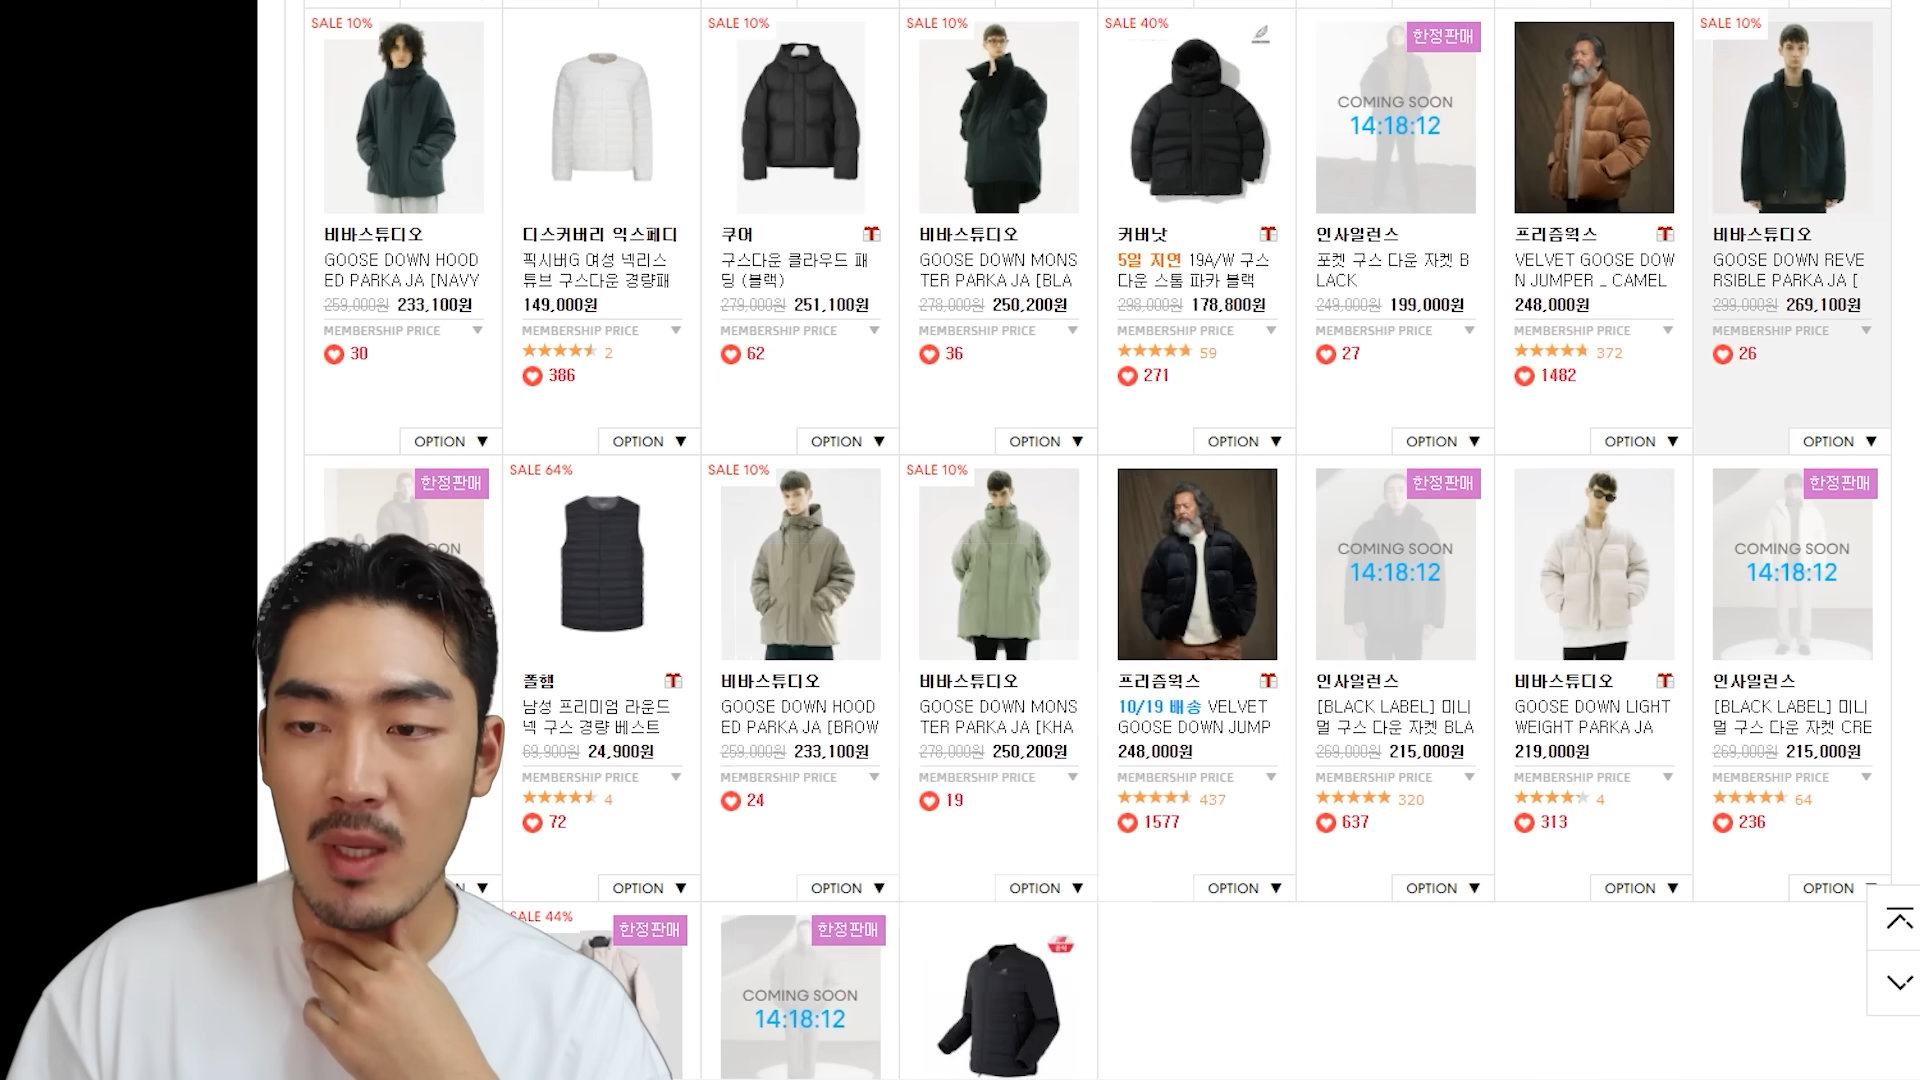 SALE 10%
비바스튜디오
GOOSE DOWN HOOD
ED PARKA JA [NAVY
259,000원 233,100원
MEMBERSHIP PRICE ▼
30
OPTION ▼
디스커버리 익스페디
픽시버G 여성 넥리스
튜브 구스다운 경량패
149,000원
MEMBERSHIP PRICE ▼
2
386
OPTION ▼
SALE 10%
쿠어
구스다운 클라우드 패
딩 (블랙)
279,000원 251,100원
MEMBERSHIP PRICE ▼
62
OPTION ▼
SALE 10%
비바스튜디오
GOOSE DOWN MONS
TER PARKA JA [BLA
278,000원 250,200원
MEMBERSHIP PRICE ▼
36
OPTION ▼
SALE 40%
커버낫
5일 지연 19A/W 구스
다운 스톰 파카 블랙
298,000원 178,800원
MEMBERSHIP PRICE ▼
59
271
OPTION ▼
한정판매
COMING SOON
14:18:12
인사일런스
포켓 구스 다운 자켓 B
LACK
249,000원 199,000원
MEMBERSHIP PRICE ▼
27
OPTION ▼
프리즘웍스
VELVET GOOSE DOW
N JUMPER _ CAMEL
248,000원
MEMBERSHIP PRICE ▼
372
1482
OPTION ▼
SALE 10%
비바스튜디오
GOOSE DOWN REVE
RSIBLE PARKA JA [
299,000원 269,100원
MEMBERSHIP PRICE ▼
26
OPTION ▼
한정판매
OON
N ▼
SALE 64%
폴햄
남성 프리미엄 라운드
넥 구스 경량 베스트
69,900원 24,900원
MEMBERSHIP PRICE ▼
4
72
OPTION ▼
SALE 10%
비바스튜디오
GOOSE DOWN HOOD
ED PARKA JA [BROW
259,000원 233,100원
MEMBERSHIP PRICE ▼
24
OPTION ▼
SALE 10%
비바스튜디오
GOOSE DOWN MONS
TER PARKA JA [KHA
278,000원 250,200원
MEMBERSHIP PRICE ▼
19
OPTION ▼
프리즘웍스
10/19 배송 VELVET
GOOSE DOWN JUMP
248,000원
MEMBERSHIP PRICE ▼
437
1577
OPTION ▼
한정판매
COMING SOON
14:18:12
인사일런스
[BLACK LABEL] 미니
멀 구스 다운 자켓 BLA
269,000원 215,000원
MEMBERSHIP PRICE ▼
320
637
OPTION ▼
비바스튜디오
GOOSE DOWN LIGHT
WEIGHT PARKA JA
219,000원
MEMBERSHIP PRICE ▼
4
313
OPTION ▼
한정판매
COMING SOON
14:18:12
인사일런스
[BLACK LABEL] 미니
멀 구스 다운 자켓 CRE
269,000원 215,000원
MEMBERSHIP PRICE ▼
64
236
OPTION
SALE 44%
한정판매
한정판매
COMING SOON
14:18:12